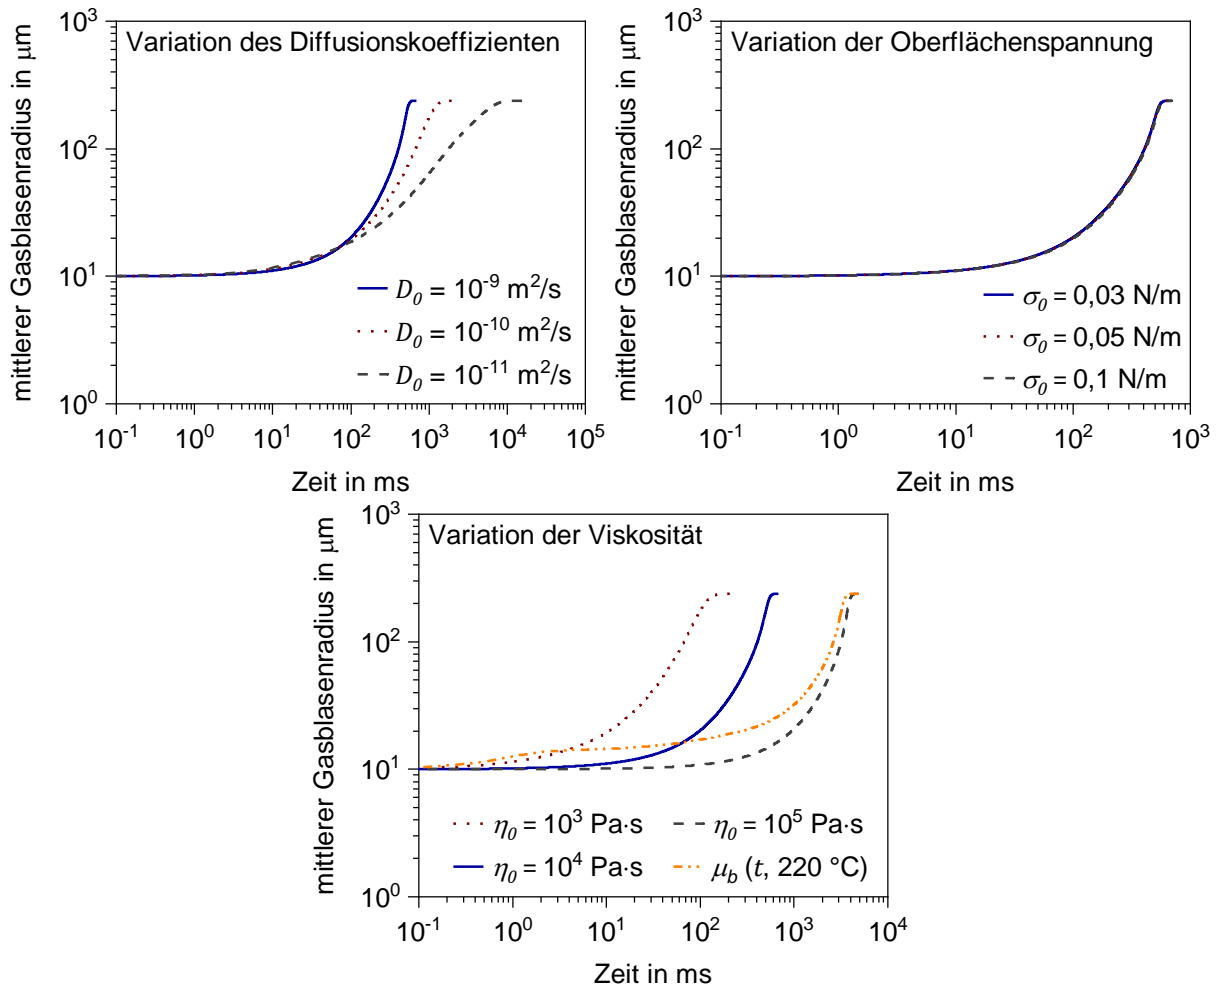 Variation des Diffusionskoeffizienten
mittlerer Gasblasenradius in μm
10³
10²
10¹
10⁰
D₀ = 10⁻⁹ m²/s
D₀ = 10⁻¹⁰ m²/s
D₀ = 10⁻¹¹ m²/s
10⁻¹ 10⁰ 10¹ 10² 10³ 10⁴ 10⁵
Zeit in ms
Variation der Oberflächenspannung
mittlerer Gasblasenradius in μm
10³
10²
10¹
10⁰
σ₀ = 0,03 N/m
σ₀ = 0,05 N/m
σ₀ = 0,1 N/m
10⁻¹ 10⁰ 10¹ 10² 10³
Zeit in ms
Variation der Viskosität
mittlerer Gasblasenradius in μm
10³
10²
10¹
10⁰
η₀ = 10³ Pa·s
η₀ = 10⁵ Pa·s
η₀ = 10⁴ Pa·s
μ_b (t, 220 °C)
10⁻¹ 10⁰ 10¹ 10² 10³ 10⁴
Zeit in ms